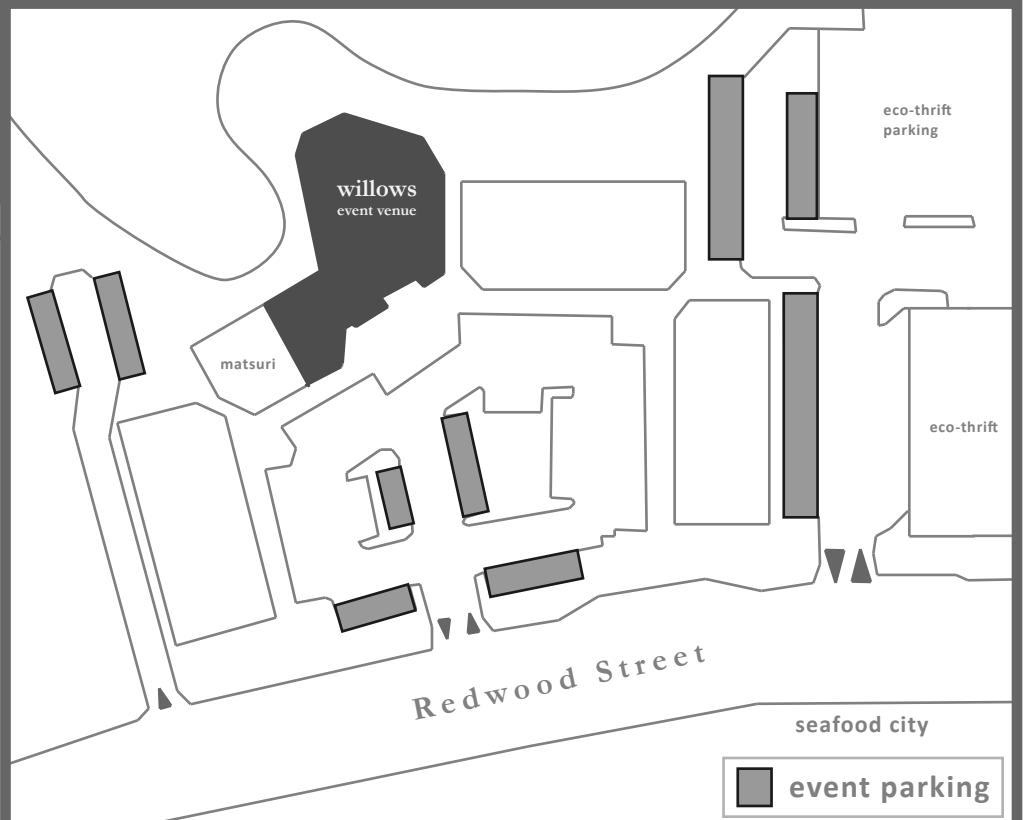 eco-thrift
parking
willows
event venue
matsuri
eco-thrift
Redwood Street
seafood city
event parking